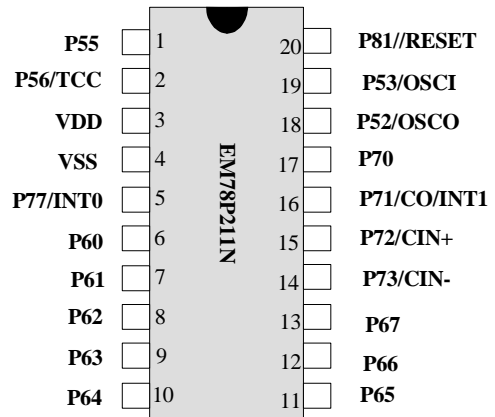 P55 1 20 P81//RESET
P56/TCC 2 19 P53/OSCI
VDD 3 18 P52/OSCO
VSS 4 17 P70
P77/INT0 5 16 P71/CO/INT1
P60 6 15 P72/CIN+
P61 7 14 P73/CIN-
P62 8 13 P67
P63 9 12 P66
P64 10 11 P65
EM78P211N